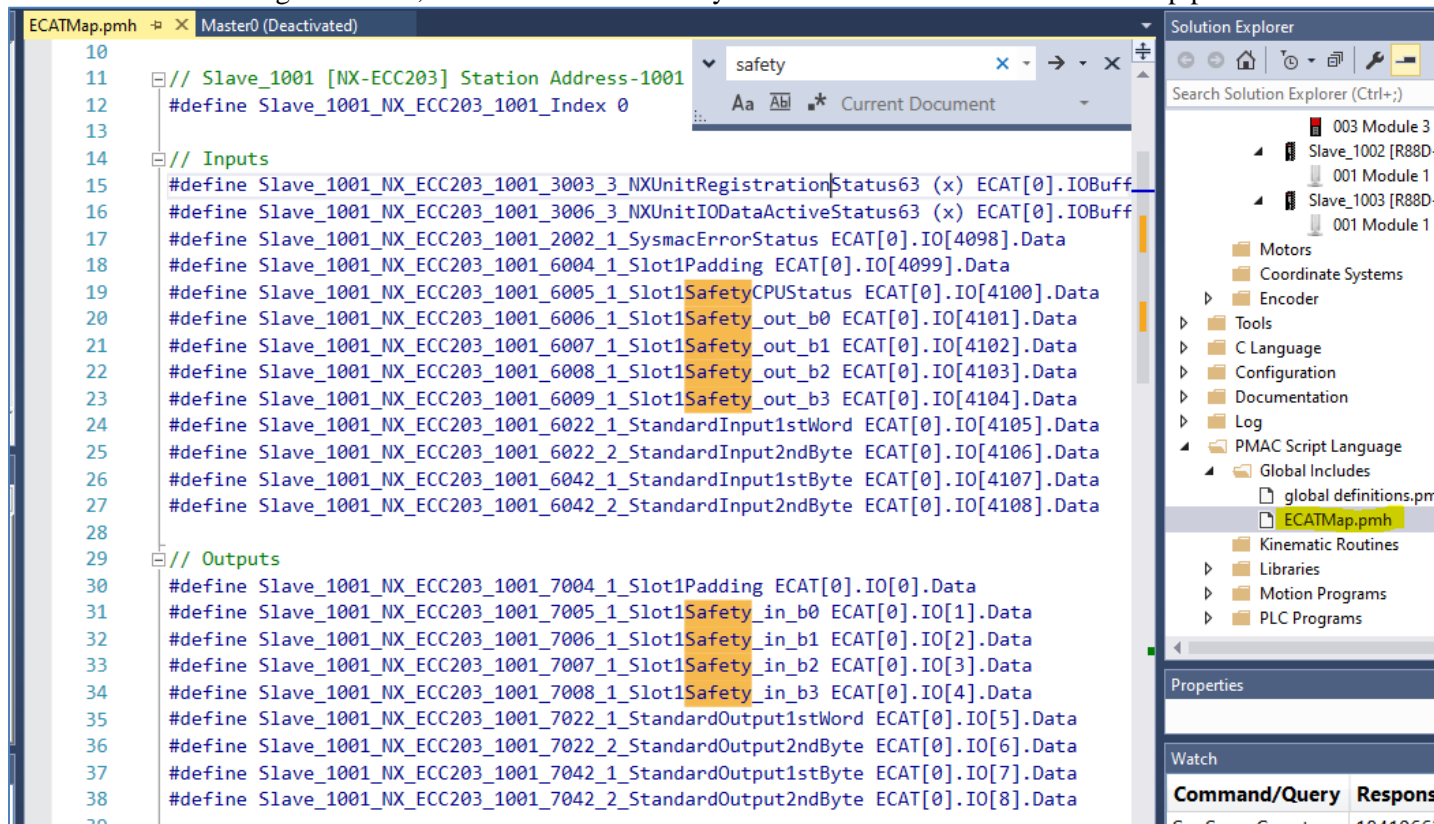 ECATMap.pmh
Master0 (Deactivated)
safety
Aa Abl .* Current Document
10
11 // Slave_1001 [NX-ECC203] Station Address-1001
12 #define Slave_1001_NX_ECC203_1001_Index 0
13
14 // Inputs
15 #define Slave_1001_NX_ECC203_1001_3003_3_NXUnitRegistrationStatus63 (x) ECAT[0].IOBuff
16 #define Slave_1001_NX_ECC203_1001_3006_3_NXUnitIODataActiveStatus63 (x) ECAT[0].IOBuff
17 #define Slave_1001_NX_ECC203_1001_2002_1_SysmacErrorStatus ECAT[0].IO[4098].Data
18 #define Slave_1001_NX_ECC203_1001_6004_1_Slot1Padding ECAT[0].IO[4099].Data
19 #define Slave_1001_NX_ECC203_1001_6005_1_Slot1SafetyCPUStatus ECAT[0].IO[4100].Data
20 #define Slave_1001_NX_ECC203_1001_6006_1_Slot1Safety_out_b0 ECAT[0].IO[4101].Data
21 #define Slave_1001_NX_ECC203_1001_6007_1_Slot1Safety_out_b1 ECAT[0].IO[4102].Data
22 #define Slave_1001_NX_ECC203_1001_6008_1_Slot1Safety_out_b2 ECAT[0].IO[4103].Data
23 #define Slave_1001_NX_ECC203_1001_6009_1_Slot1Safety_out_b3 ECAT[0].IO[4104].Data
24 #define Slave_1001_NX_ECC203_1001_6022_1_StandardInput1stWord ECAT[0].IO[4105].Data
25 #define Slave_1001_NX_ECC203_1001_6022_2_StandardInput2ndByte ECAT[0].IO[4106].Data
26 #define Slave_1001_NX_ECC203_1001_6042_1_StandardInput1stByte ECAT[0].IO[4107].Data
27 #define Slave_1001_NX_ECC203_1001_6042_2_StandardInput2ndByte ECAT[0].IO[4108].Data
28
29 // Outputs
30 #define Slave_1001_NX_ECC203_1001_7004_1_Slot1Padding ECAT[0].IO[0].Data
31 #define Slave_1001_NX_ECC203_1001_7005_1_Slot1Safety_in_b0 ECAT[0].IO[1].Data
32 #define Slave_1001_NX_ECC203_1001_7006_1_Slot1Safety_in_b1 ECAT[0].IO[2].Data
33 #define Slave_1001_NX_ECC203_1001_7007_1_Slot1Safety_in_b2 ECAT[0].IO[3].Data
34 #define Slave_1001_NX_ECC203_1001_7008_1_Slot1Safety_in_b3 ECAT[0].IO[4].Data
35 #define Slave_1001_NX_ECC203_1001_7022_1_StandardOutput1stWord ECAT[0].IO[5].Data
36 #define Slave_1001_NX_ECC203_1001_7022_2_StandardOutput2ndByte ECAT[0].IO[6].Data
37 #define Slave_1001_NX_ECC203_1001_7042_1_StandardOutput1stByte ECAT[0].IO[7].Data
38 #define Slave_1001_NX_ECC203_1001_7042_2_StandardOutput2ndByte ECAT[0].IO[8].Data
Solution Explorer
Search Solution Explorer (Ctrl+;)
003 Module 3
Slave_1002 [R88D-
001 Module 1
Slave_1003 [R88D-
001 Module 1
Motors
Coordinate Systems
Encoder
Tools
C Language
Configuration
Documentation
Log
PMAC Script Language
Global Includes
global definitions.pm
ECATMap.pmh
Kinematic Routines
Libraries
Motion Programs
PLC Programs
Properties
Watch
Command/Query Respons